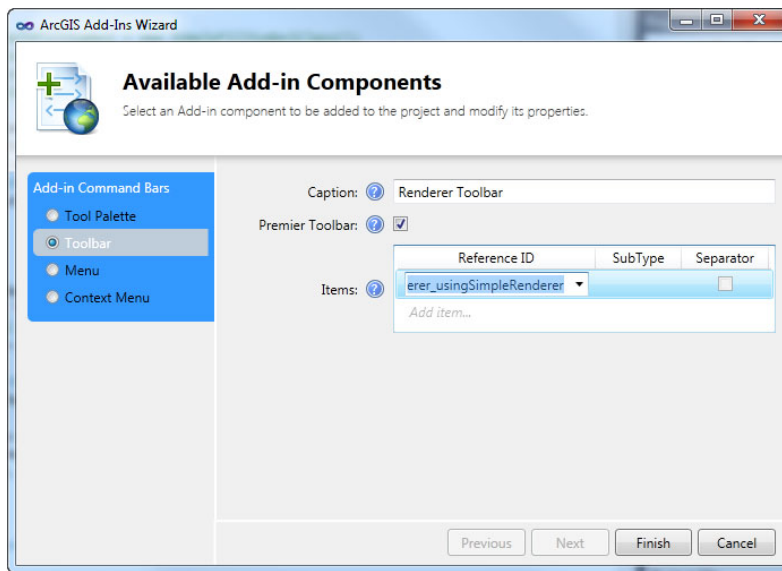 ArcGIS Add-Ins Wizard
Available Add-in Components
Select an Add-in component to be added to the project and modify its properties.
Add-in Command Bars
Tool Palette
Toolbar
Menu
Context Menu
Caption: Renderer Toolbar
Premier Toolbar:
Items:
Reference ID SubType Separator
erer_usingSimpleRenderer
Add item...
Previous Next Finish Cancel